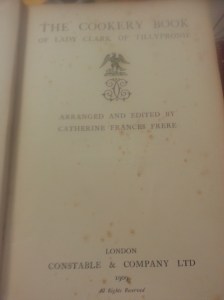 THE COOKERY BOOK
OF LADY CLARK OF TILLYPRONIE
ARRANGED AND EDITED BY
CATHERINE FRANCES FRERE
LONDON
CONSTABLE & COMPANY LTD
1909
All Rights Reserved